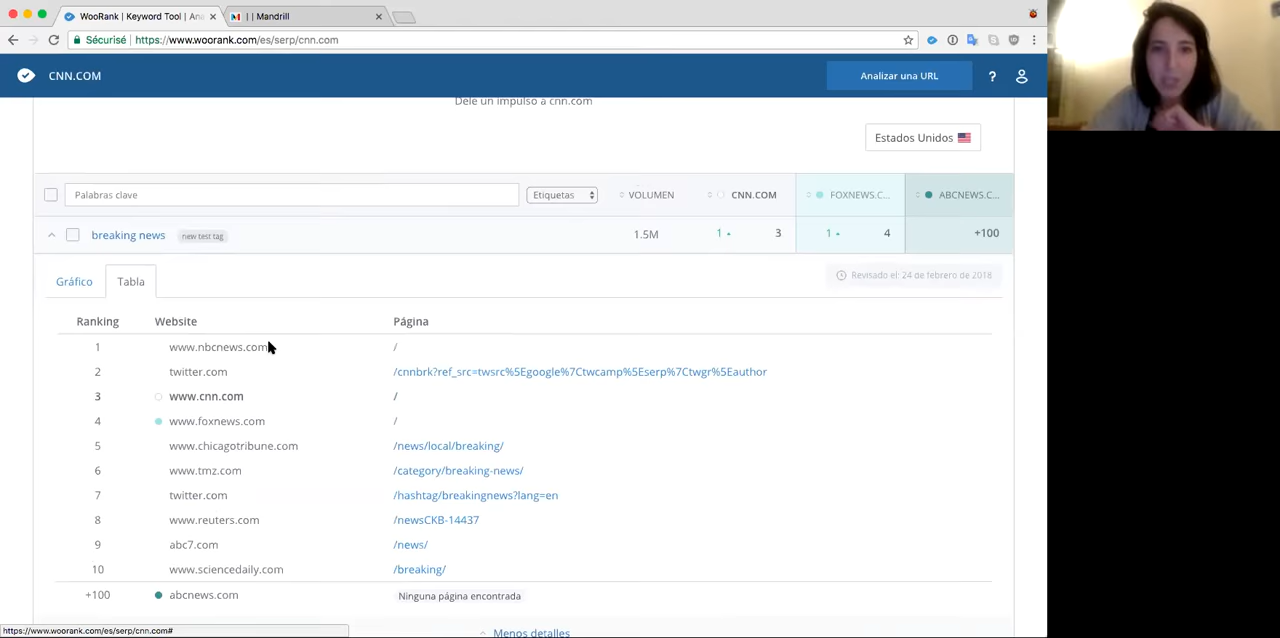 WooRank | Keyword Tool | Ana
| | Mandrill
Sécurisé | https://www.woorank.com/es/serp/cnn.com
CNN.COM
Analizar una URL
?
Dele un impulso a cnn.com
Estados Unidos
Palabras clave
Etiquetas
VOLUMEN
CNN.COM
FOXNEWS.C...
ABCNEWS.C...
breaking news
new test tag
1.5M
1
3
1
4
+100
Gráfico
Tabla
Revisado el: 24 de febrero de 2018
Ranking Website Página
1 www.nbcnews.com /
2 twitter.com /cnnbrk?ref_src=twsrc%5Egoogle%7Ctwcamp%5Eserp%7Ctwgr%5Eauthor
3 www.cnn.com /
4 www.foxnews.com /
5 www.chicagotribune.com /news/local/breaking/
6 www.tmz.com /category/breaking-news/
7 twitter.com /hashtag/breakingnews?lang=en
8 www.reuters.com /newsCKB-14437
9 abc7.com /news/
10 www.sciencedaily.com /breaking/
+100 abcnews.com Ninguna página encontrada
Menos detalles
https://www.woorank.com/es/serp/cnn.com#